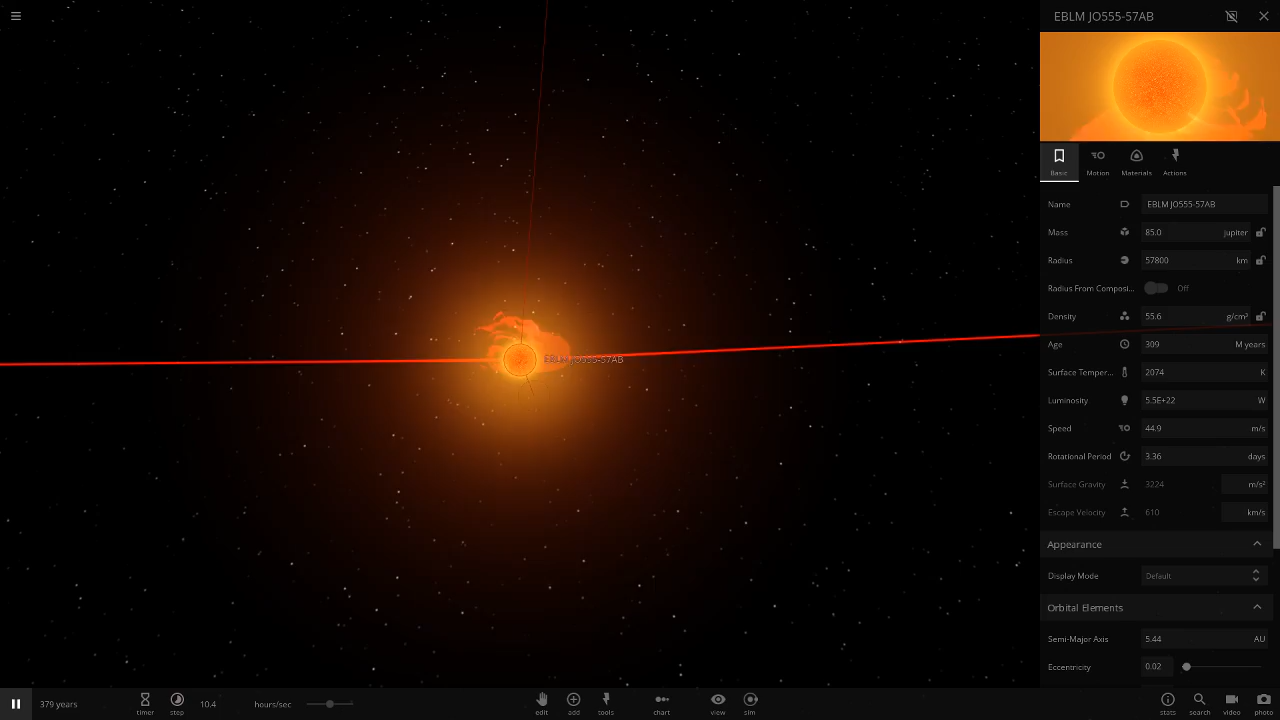 EBLM JO555-57AB
Basic Motion Materials Actions
Name EBLM JO555-57AB
Mass 85.0 jupiter
Radius 57800 km
Radius From Composi... Off
Density 55.6 g/cm³
Age 309 M years
Surface Temper... 2074 K
EBLM JO555-57AB
Luminosity 5.5E+22 W
Speed 44.9 m/s
Rotational Period 3.36 days
Surface Gravity 3224 m/s²
Escape Velocity 610 km/s
Appearance
Display Mode Default
Orbital Elements
Semi-Major Axis 5.44 AU
Eccentricity 0.02
379 years timer step 10.4 hours/sec edit add tools chart view sim stats search video photo